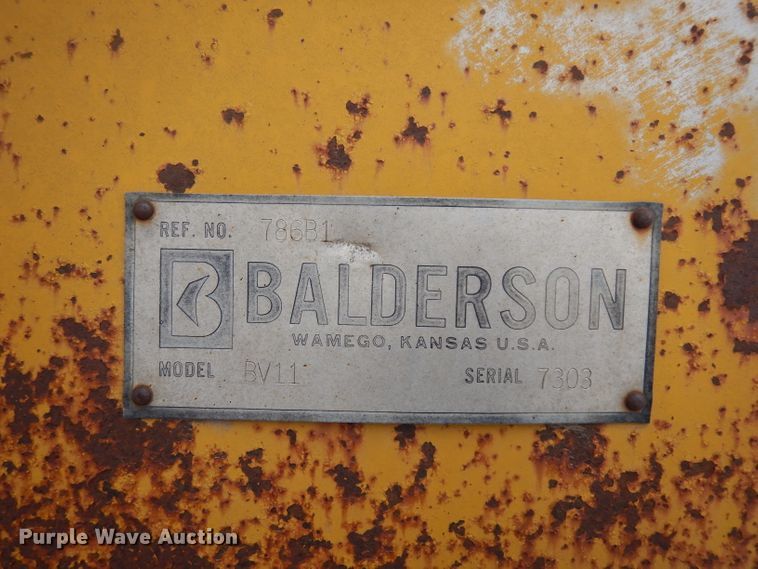 REF. NO. 786B1
B BALDERSON
WAMEGO, KANSAS U.S.A.
MODEL BV11 SERIAL 7303
Purple Wave Auction